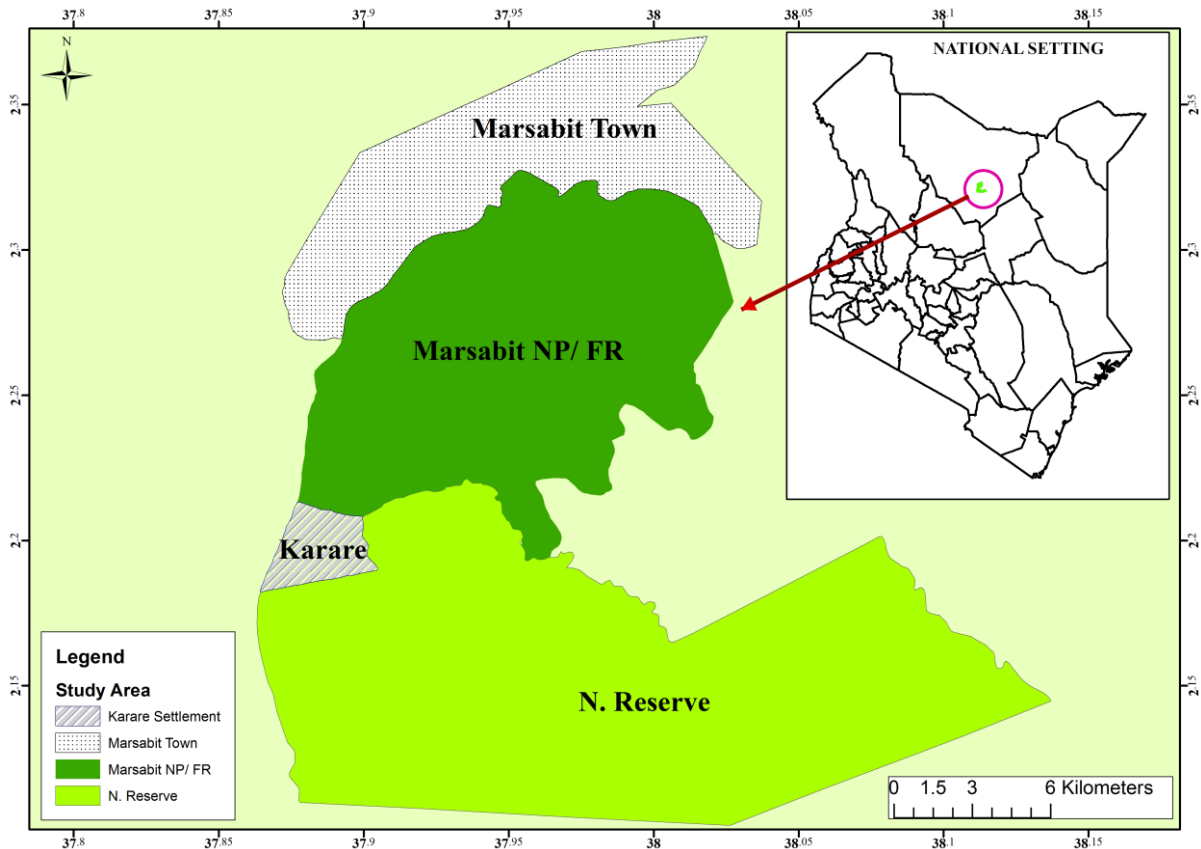 37.8 37.85 37.9 37.95 38 38.05 38.1 38.15
N
NATIONAL SETTING
2.35 2.35
Marsabit Town
2.3 2.3
Marsabit NP/ FR
2.25 2.25
2.2 2.2
Karare
2.15 2.15
N. Reserve
Legend
Study Area
Karare Settlement
Marsabit Town
Marsabit NP/ FR
N. Reserve
0 1.5 3 6 Kilometers
37.8 37.85 37.9 37.95 38 38.05 38.1 38.15